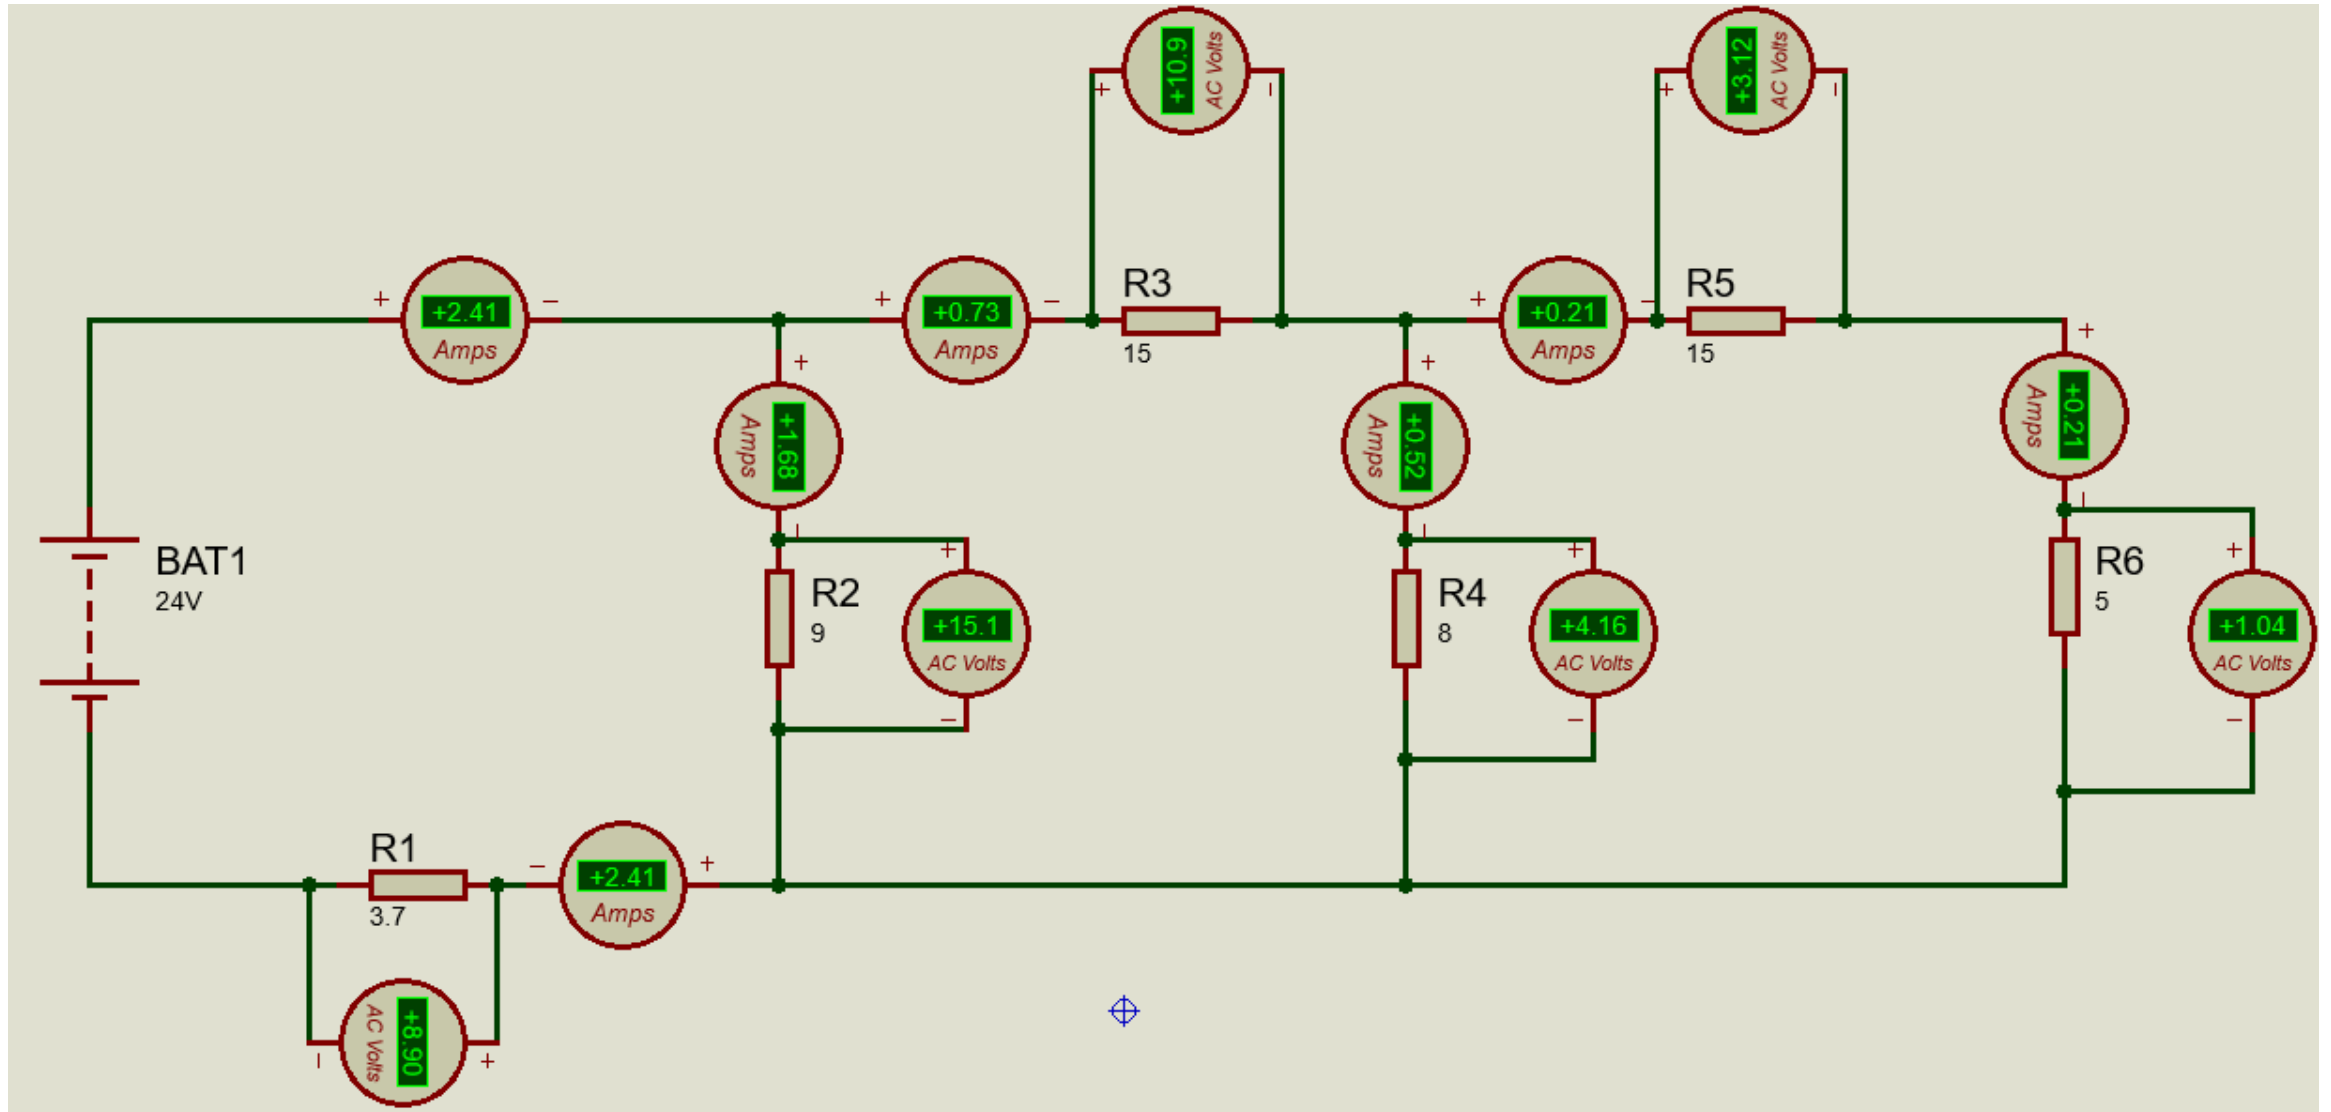 +10.9
AC Volts
+3.12
AC Volts
+
−
+
−
R3
15
R5
15
+
+2.41
Amps
−
+
+0.73
Amps
−
+
+0.21
Amps
−
+
+1.68
Amps
−
+
+0.52
Amps
−
+
+0.21
Amps
−
BAT1
24V
R2
9
+
+15.1
AC Volts
−
R4
8
+
+4.16
AC Volts
−
R6
5
+
+1.04
AC Volts
−
R1
3.7
−
+2.41
Amps
+
−
+8.90
AC Volts
+